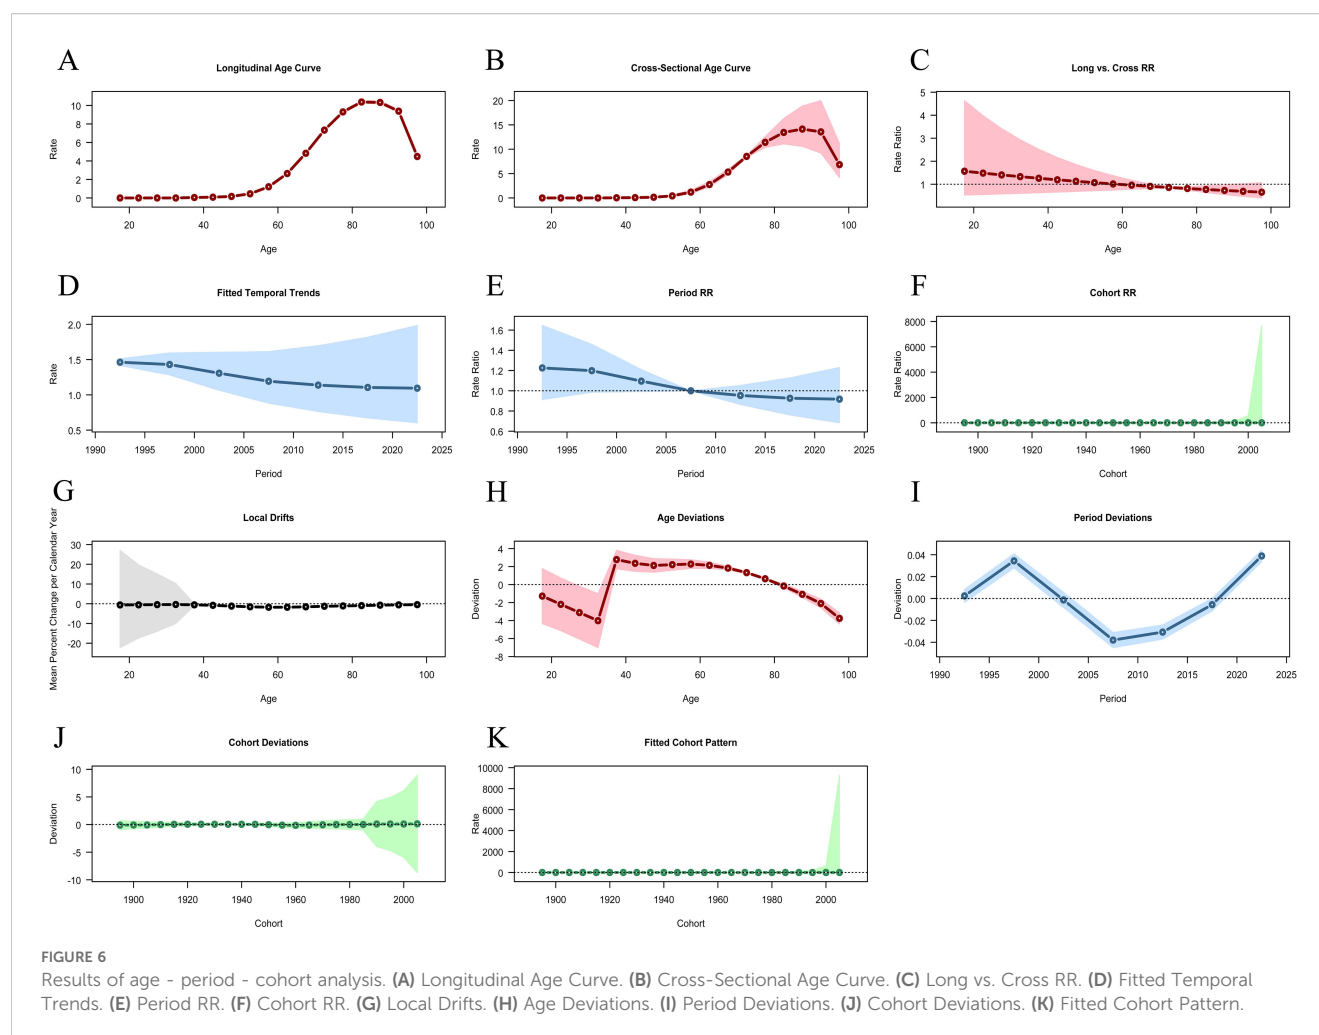 A
Longitudinal Age Curve
Rate
10
8
6
4
2
0
20 40 60 80 100
Age
B
Cross-Sectional Age Curve
Rate
20
15
10
5
0
20 40 60 80 100
Age
C
Long vs. Cross RR
Rate Ratio
5
4
3
2
1
20 40 60 80 100
Age
D
Fitted Temporal Trends
Rate
2.0
1.5
1.0
0.5
1990 1995 2000 2005 2010 2015 2020 2025
Period
E
Period RR
Rate Ratio
1.6
1.4
1.2
1.0
0.8
0.6
1990 1995 2000 2005 2010 2015 2020 2025
Period
F
Cohort RR
Rate Ratio
8000
6000
4000
2000
0
1900 1920 1940 1960 1980 2000
Cohort
G
Local Drifts
Mean Percent Change per Calendar Year
30
20
10
0
-10
-20
20 40 60 80 100
Age
H
Age Deviations
Deviation
4
2
0
-2
-4
-6
-8
20 40 60 80 100
Age
I
Period Deviations
Deviation
0.04
0.02
0.00
-0.02
-0.04
1990 1995 2000 2005 2010 2015 2020 2025
Period
J
Cohort Deviations
Deviation
10
5
0
-5
-10
1900 1920 1940 1960 1980 2000
Cohort
K
Fitted Cohort Pattern
Rate
10000
8000
6000
4000
2000
0
1900 1920 1940 1960 1980 2000
Cohort
FIGURE 6
Results of age - period - cohort analysis. (A) Longitudinal Age Curve. (B) Cross-Sectional Age Curve. (C) Long vs. Cross RR. (D) Fitted Temporal
Trends. (E) Period RR. (F) Cohort RR. (G) Local Drifts. (H) Age Deviations. (I) Period Deviations. (J) Cohort Deviations. (K) Fitted Cohort Pattern.